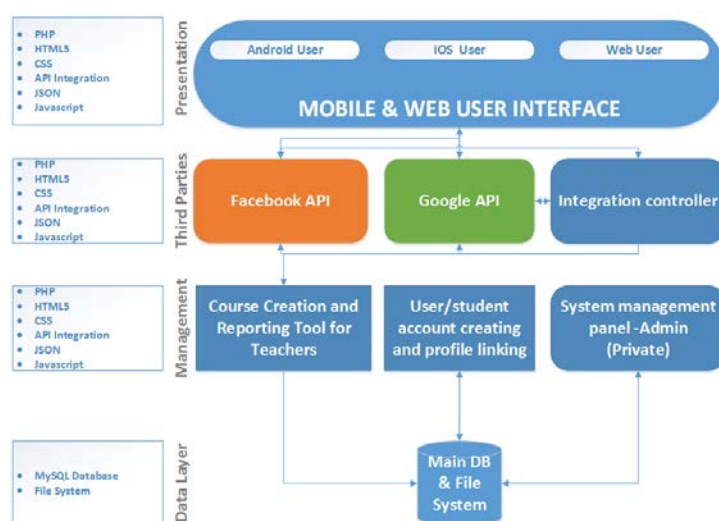 PHP
HTML5
CSS
API Integration
JSON
Javascript
Presentation
Android User
iOS User
Web User
MOBILE & WEB USER INTERFACE
PHP
HTML5
CSS
API Integration
JSON
Javascript
Third Parties
Facebook API
Google API
Integration controller
PHP
HTML5
CSS
API Integration
JSON
Javascript
Management
Course Creation and
Reporting Tool for
Teachers
User/student
account creating
and profile linking
System management
panel -Admin
(Private)
MySQL Database
File System
Data Layer
Main DB
& File
System